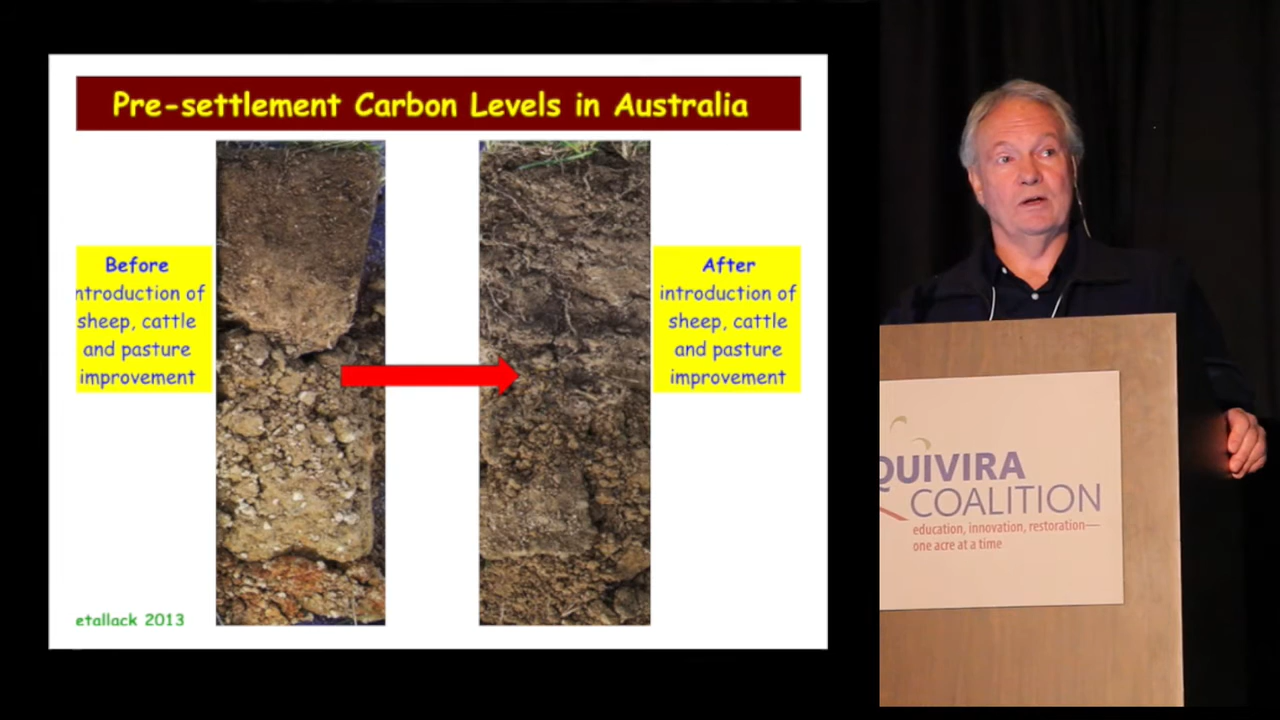 Pre-settlement Carbon Levels in Australia
Before
ntroduction of
sheep, cattle
and pasture
improvement
After
introduction of
sheep, cattle
and pasture
improvement
etallack 2013
QUIVIRA
COALITION
education, innovation, restoration—
one acre at a time